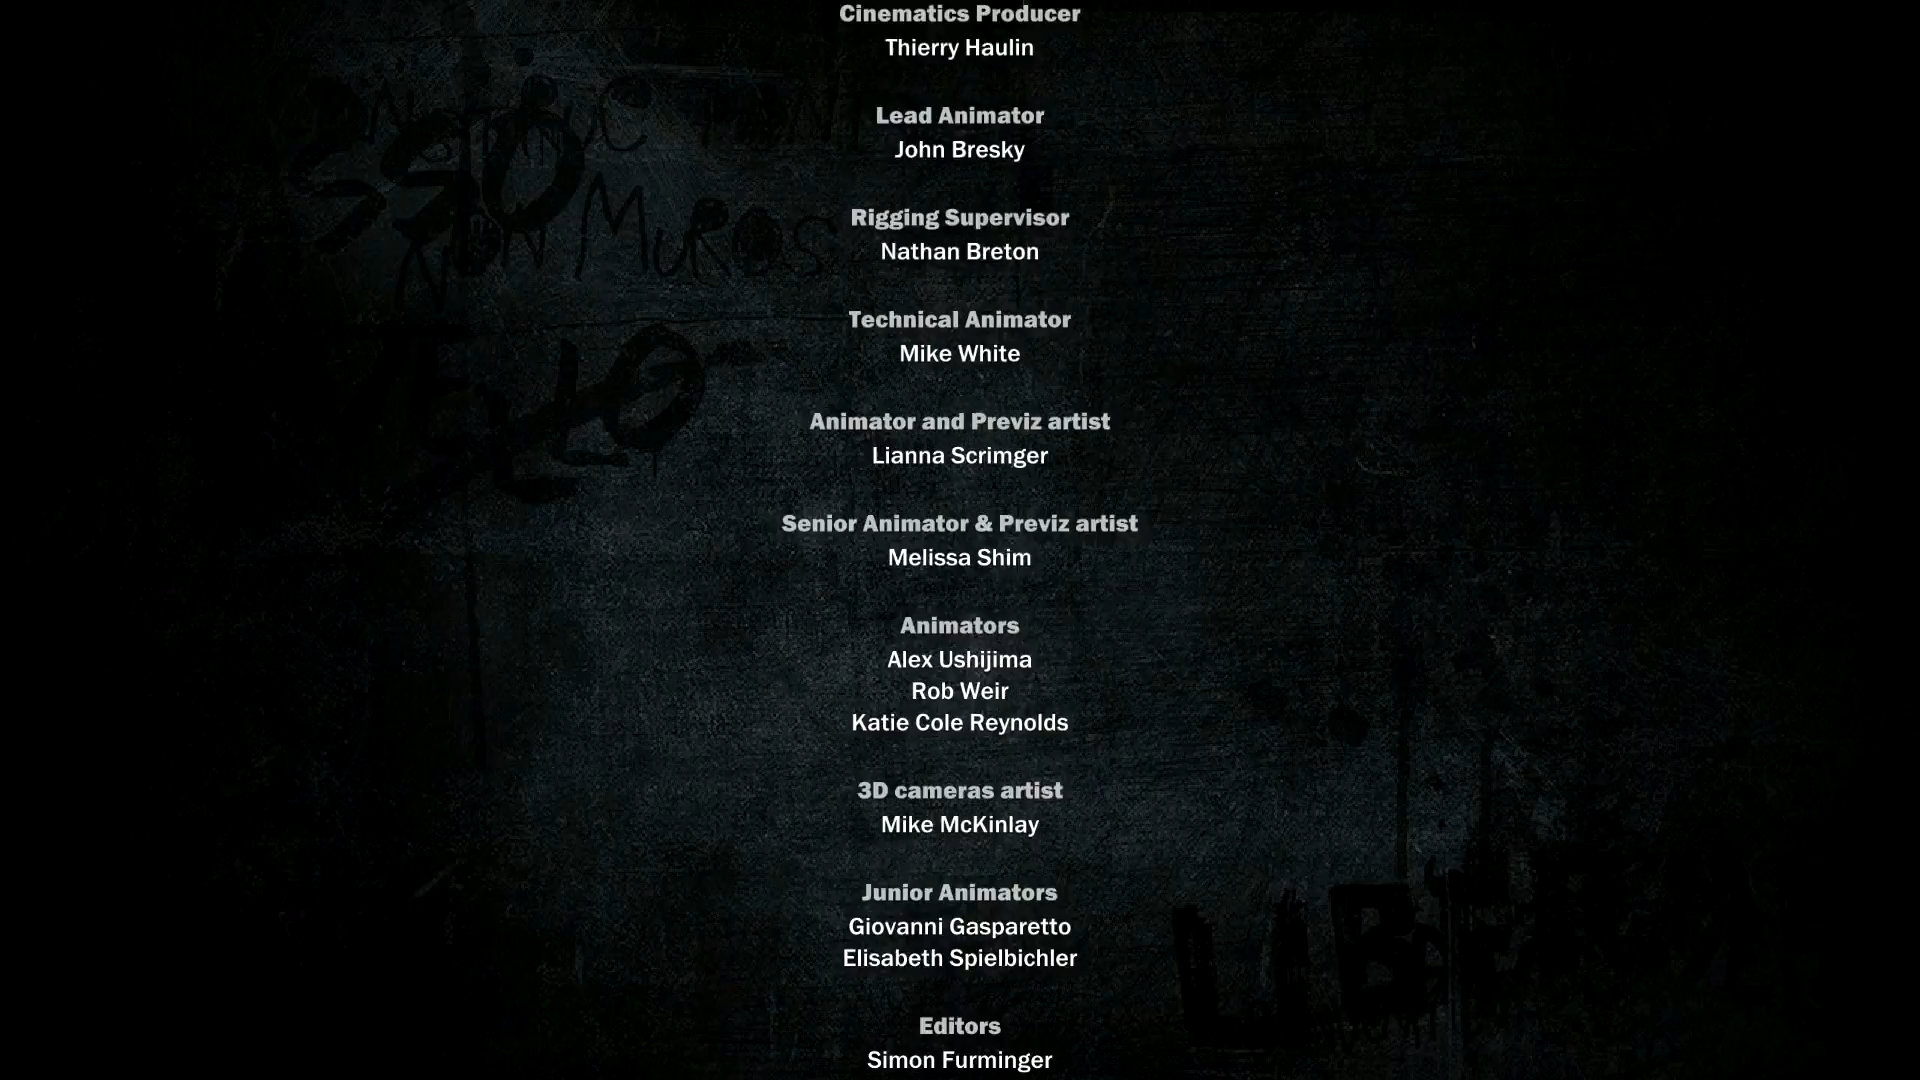 Cinematics Producer
Thierry Haulin
Lead Animator
John Bresky
Rigging Supervisor
Nathan Breton
Technical Animator
Mike White
Animator and Previz artist
Lianna Scrimger
Senior Animator & Previz artist
Melissa Shim
Animators
Alex Ushijima
Rob Weir
Katie Cole Reynolds
3D cameras artist
Mike McKinlay
Junior Animators
Giovanni Gasparetto
Elisabeth Spielbichler
Editors
Simon Furminger
NON MUROS